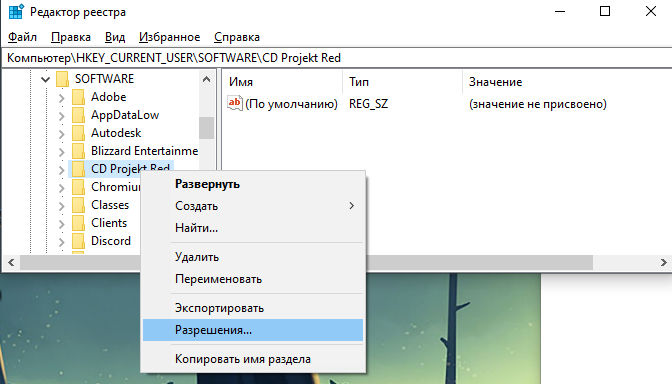 Редактор реестра
Файл Правка Вид Избранное Справка
Компьютер\HKEY_CURRENT_USER\SOFTWARE\CD Projekt Red
SOFTWARE
Adobe
AppDataLow
Autodesk
Blizzard Entertainme
CD Projekt Red
Chromium
Classes
Clients
Discord
Имя Тип Значение
ab (По умолчанию) REG_SZ (значение не присвоено)
Развернуть
Создать
Найти...
Удалить
Переименовать
Экспортировать
Разрешения...
Копировать имя раздела